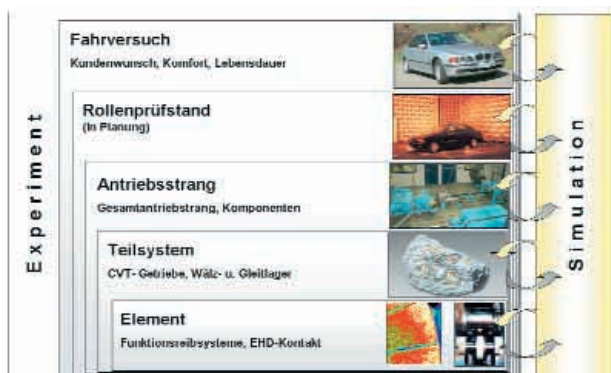 Experiment
Fahrversuch
Kundenwunsch, Komfort, Lebensdauer
Rollenprüfstand
(In Planung)
Antriebsstrang
Gesamtantriebstrang, Komponenten
Teilsystem
CVT- Getriebe, Wälz- u. Gleitlager
Element
Funktionsreibsysteme, EHD-Kontakt
Simulation